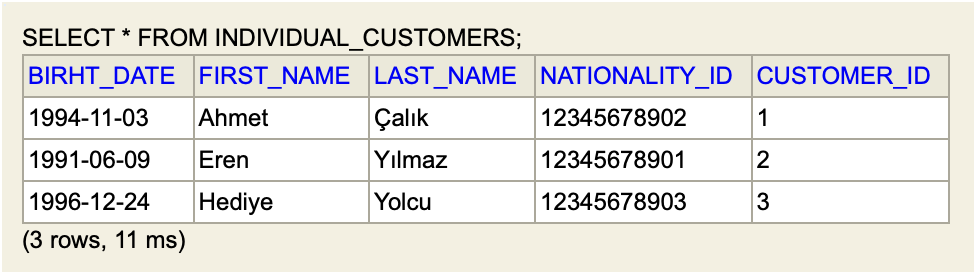 SELECT * FROM INDIVIDUAL_CUSTOMERS;
BIRHT_DATE FIRST_NAME LAST_NAME NATIONALITY_ID CUSTOMER_ID
1994-11-03 Ahmet Çalık 12345678902 1
1991-06-09 Eren Yılmaz 12345678901 2
1996-12-24 Hediye Yolcu 12345678903 3
(3 rows, 11 ms)